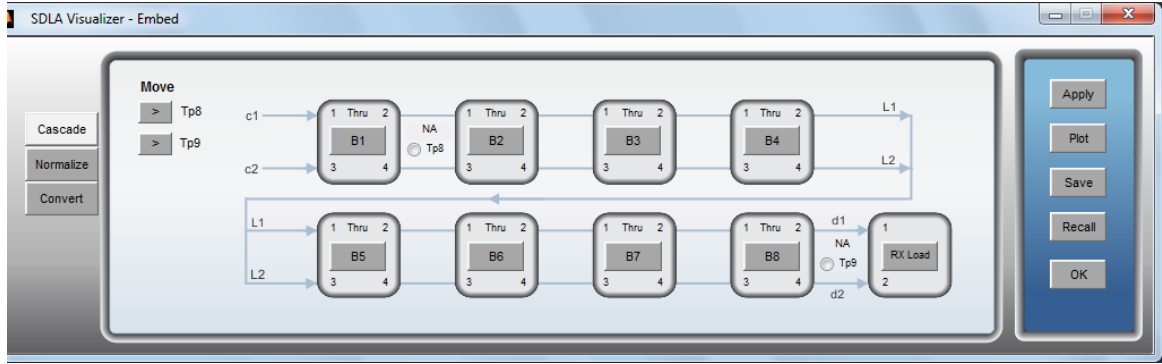 SDLA Visualizer - Embed
Cascade
Normalize
Convert
Move
> Tp8
> Tp9
c1
c2
1 Thru 2
B1
3 4
NA
Tp8
1 Thru 2
B2
3 4
1 Thru 2
B3
3 4
1 Thru 2
B4
3 4
L1
L2
L1
L2
1 Thru 2
B5
3 4
1 Thru 2
B6
3 4
1 Thru 2
B7
3 4
1 Thru 2
B8
3 4
d1
NA
Tp9
d2
1
RX Load
2
Apply
Plot
Save
Recall
OK